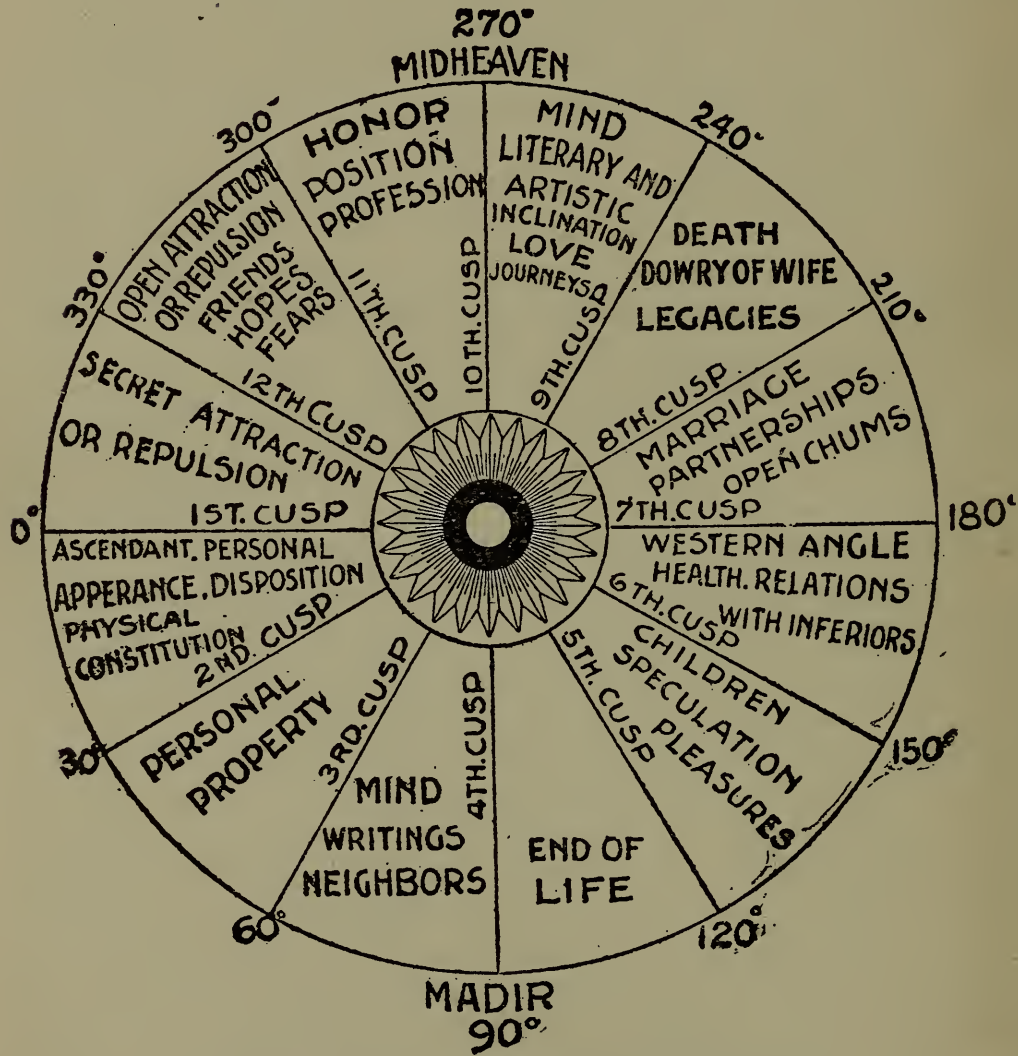 270°
MIDHEAVEN
300°
HONOR
POSITION
PROFESSION
11TH. CUSP
10TH. CUSP
MIND
LITERARY AND
ARTISTIC
INCLINATION
LOVE
JOURNEYS
9TH. CUSP
240°
DEATH
DOWRY OF WIFE
LEGACIES
210°
8TH. CUSP
MARRIAGE
PARTNERSHIPS
OPEN CHUMS
7TH. CUSP
180°
WESTERN ANGLE
HEALTH. RELATIONS
WITH INFERIORS
6TH. CUSP
150°
CHILDREN
SPECULATION
PLEASURES
5TH. CUSP
120°
END OF
LIFE
4TH. CUSP
MADIR
90°
MIND
WRITINGS
NEIGHBORS
3RD. CUSP
60°
PERSONAL
PROPERTY
2ND. CUSP
30°
ASCENDANT. PERSONAL
APPERANCE. DISPOSITION
PHYSICAL
CONSTITUTION
0°
1ST. CUSP
SECRET ATTRACTION
OR REPULSION
12TH CUSP
330°
OPEN ATTRACTION
OR REPULSION
FRIENDS
HOPES
FEARS